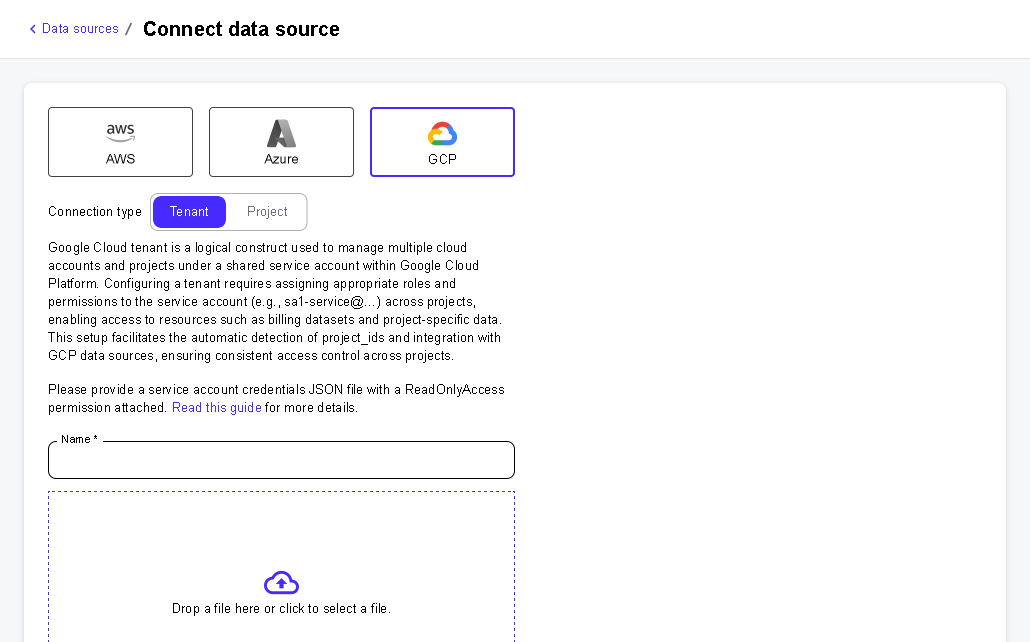 Data sources / Connect data source
aws
AWS
Azure
GCP
Connection type Tenant Project
Google Cloud tenant is a logical construct used to manage multiple cloud
accounts and projects under a shared service account within Google Cloud
Platform. Configuring a tenant requires assigning appropriate roles and
permissions to the service account (e.g., sa1-service@...) across projects,
enabling access to resources such as billing datasets and project-specific data.
This setup facilitates the automatic detection of project_ids and integration with
GCP data sources, ensuring consistent access control across projects.
Please provide a service account credentials JSON file with a ReadOnlyAccess
permission attached. Read this guide for more details.
Name *
Drop a file here or click to select a file.